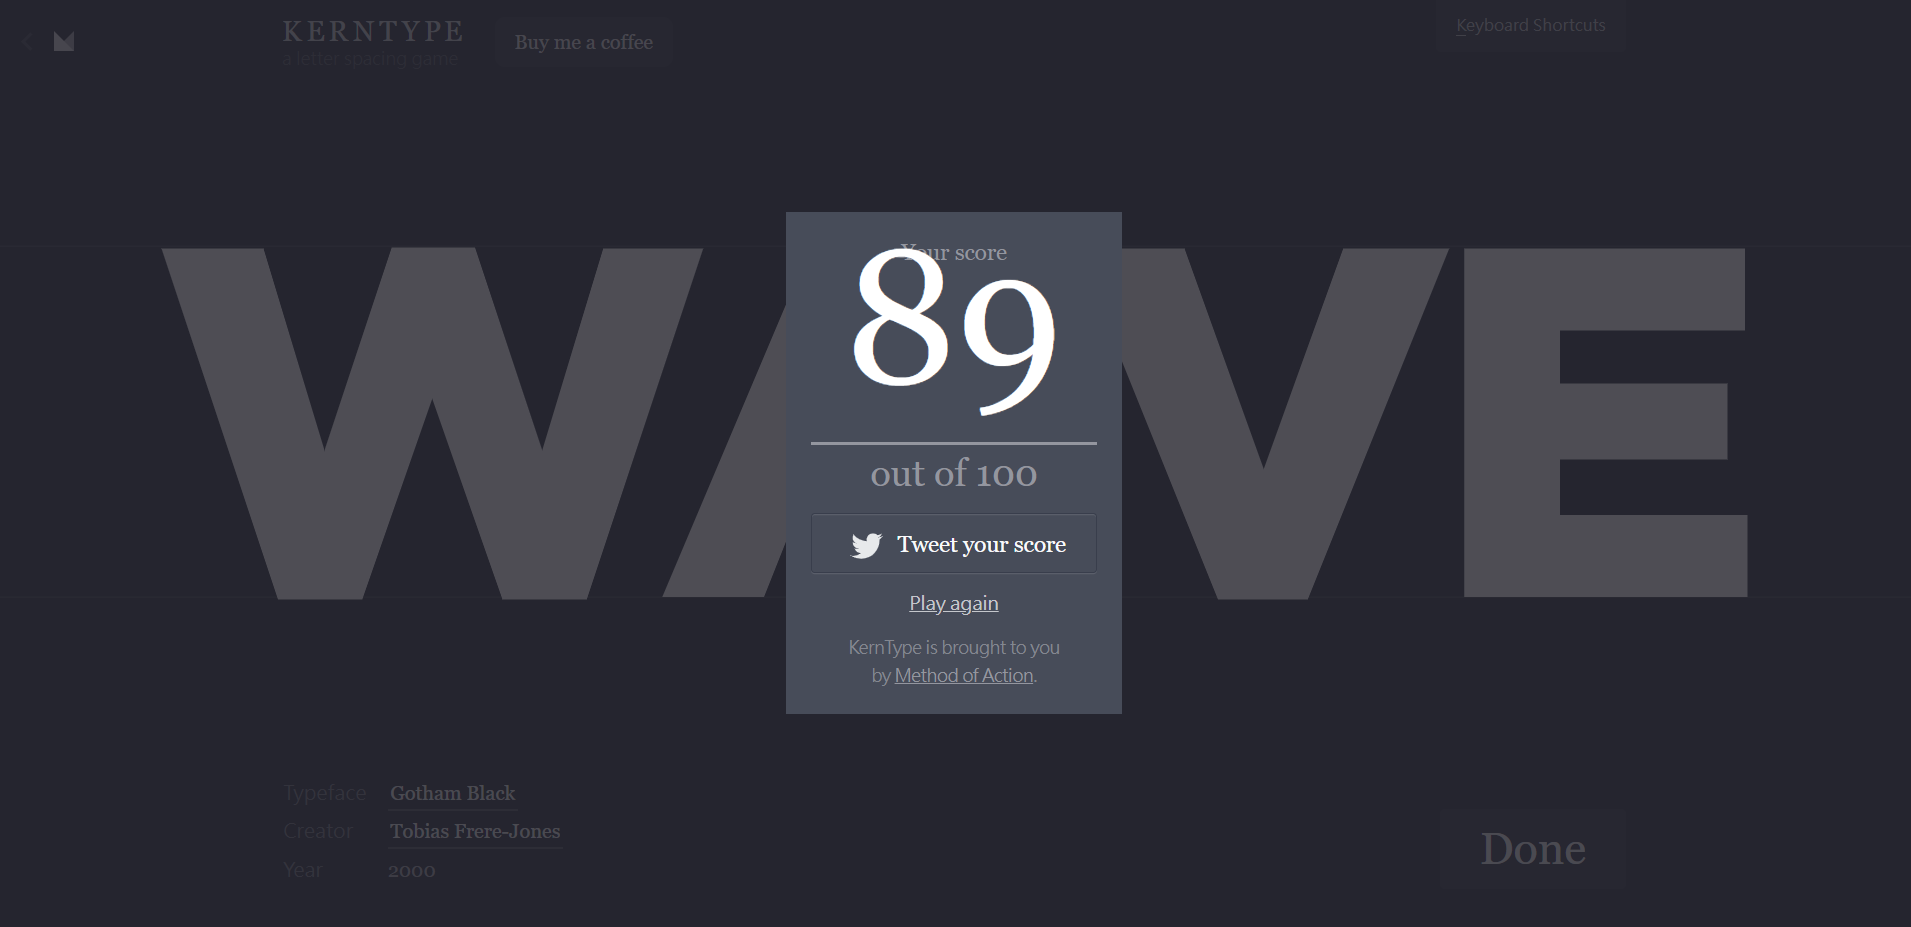 KERNTYPE
a letter spacing game
Buy me a coffee
Keyboard Shortcuts
WAVE
Your score
89
out of 100
Tweet your score
Play again
KernType is brought to you
by Method of Action.
Typeface Gotham Black
Creator Tobias Frere-Jones
Year 2000
Done